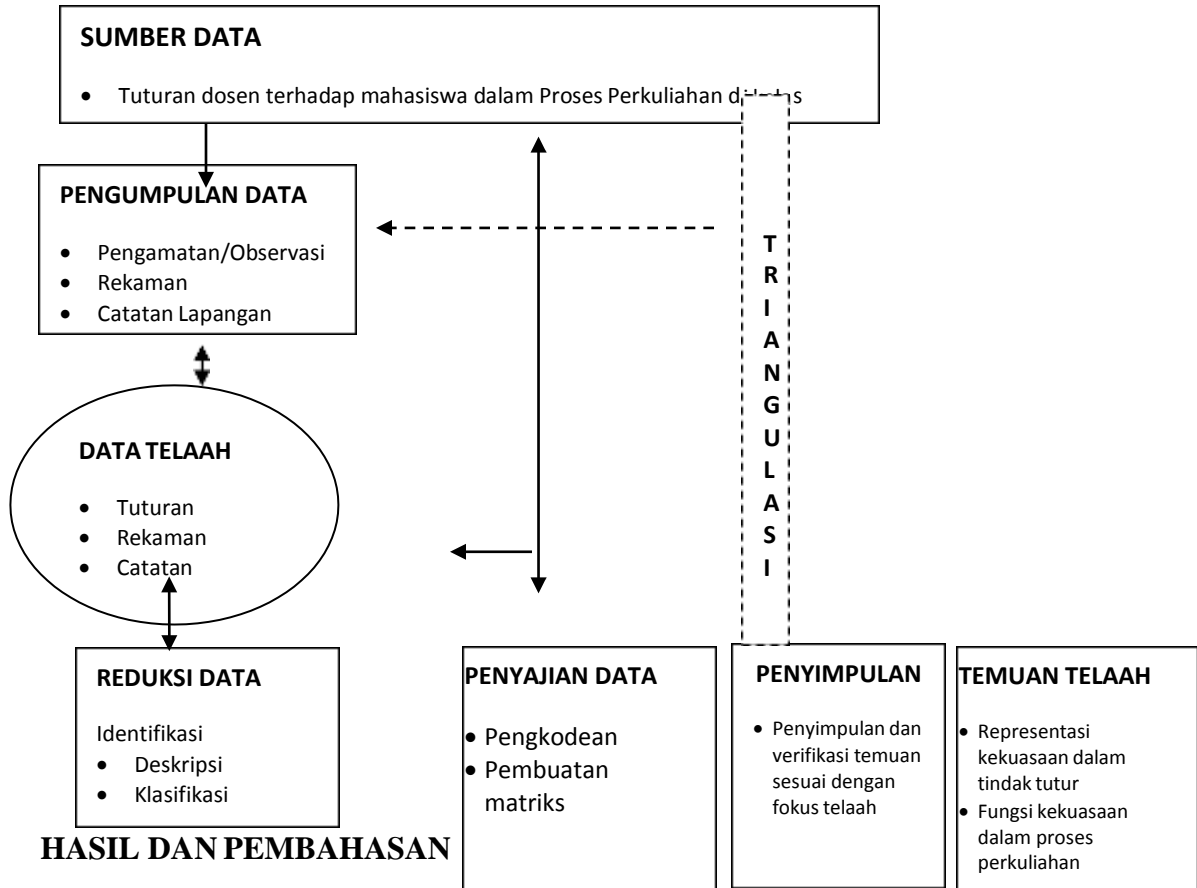 SUMBER DATA
• Tuturan dosen terhadap mahasiswa dalam Proses Perkuliahan
PENGUMPULAN DATA
• Pengamatan/Observasi
• Rekaman
• Catatan Lapangan
T
R
I
A
N
G
U
L
A
S
I
DATA TELAAH
• Tuturan
• Rekaman
• Catatan
REDUKSI DATA
Identifikasi
• Deskripsi
• Klasifikasi
PENYAJIAN DATA
• Pengkodean
• Pembuatan
matriks
PENYIMPULAN
• Penyimpulan dan
verifikasi temuan
sesuai dengan
fokus telaah
TEMUAN TELAAH
• Representasi
kekuasaan dalam
tindak tutur
• Fungsi kekuasaan
dalam proses
perkuliahan
HASIL DAN PEMBAHASAN